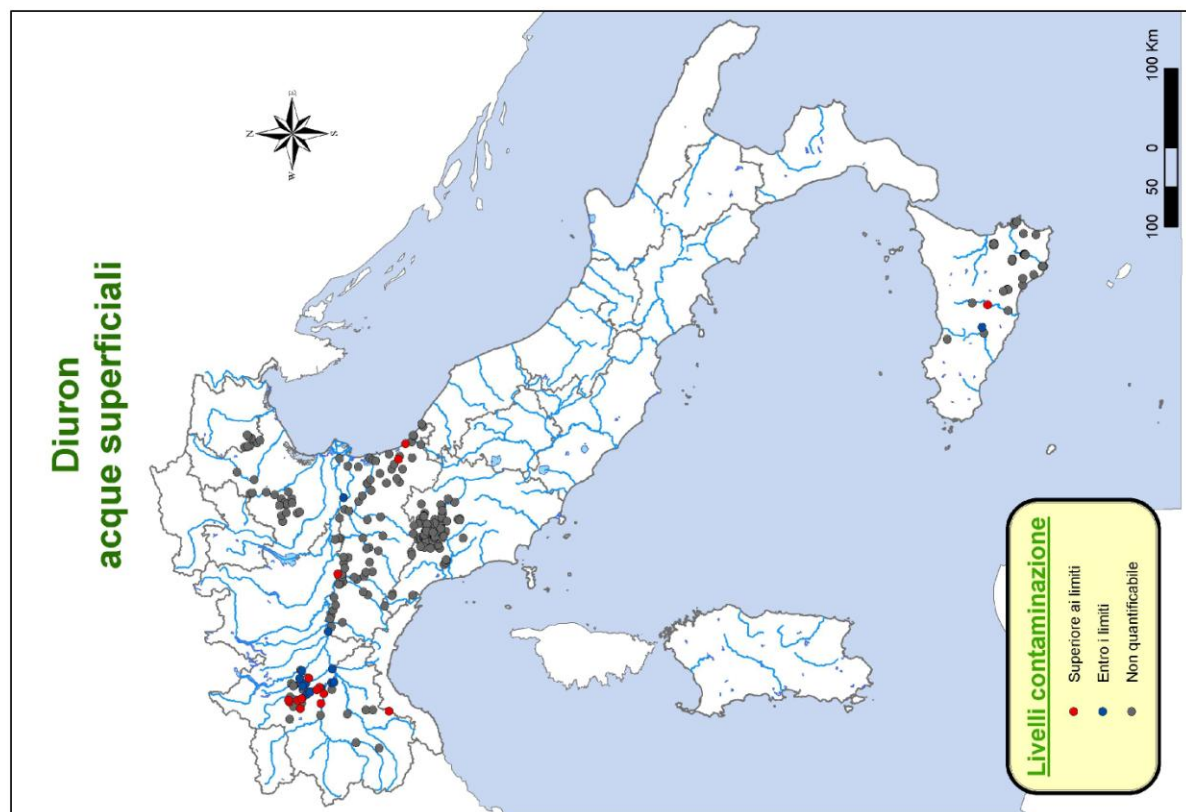 Diuron
acque superficiali
N
W
E
S
100
50
0
100 Km
Livelli contaminazione
Superiore ai limiti
Entro i limiti
Non quantificabile